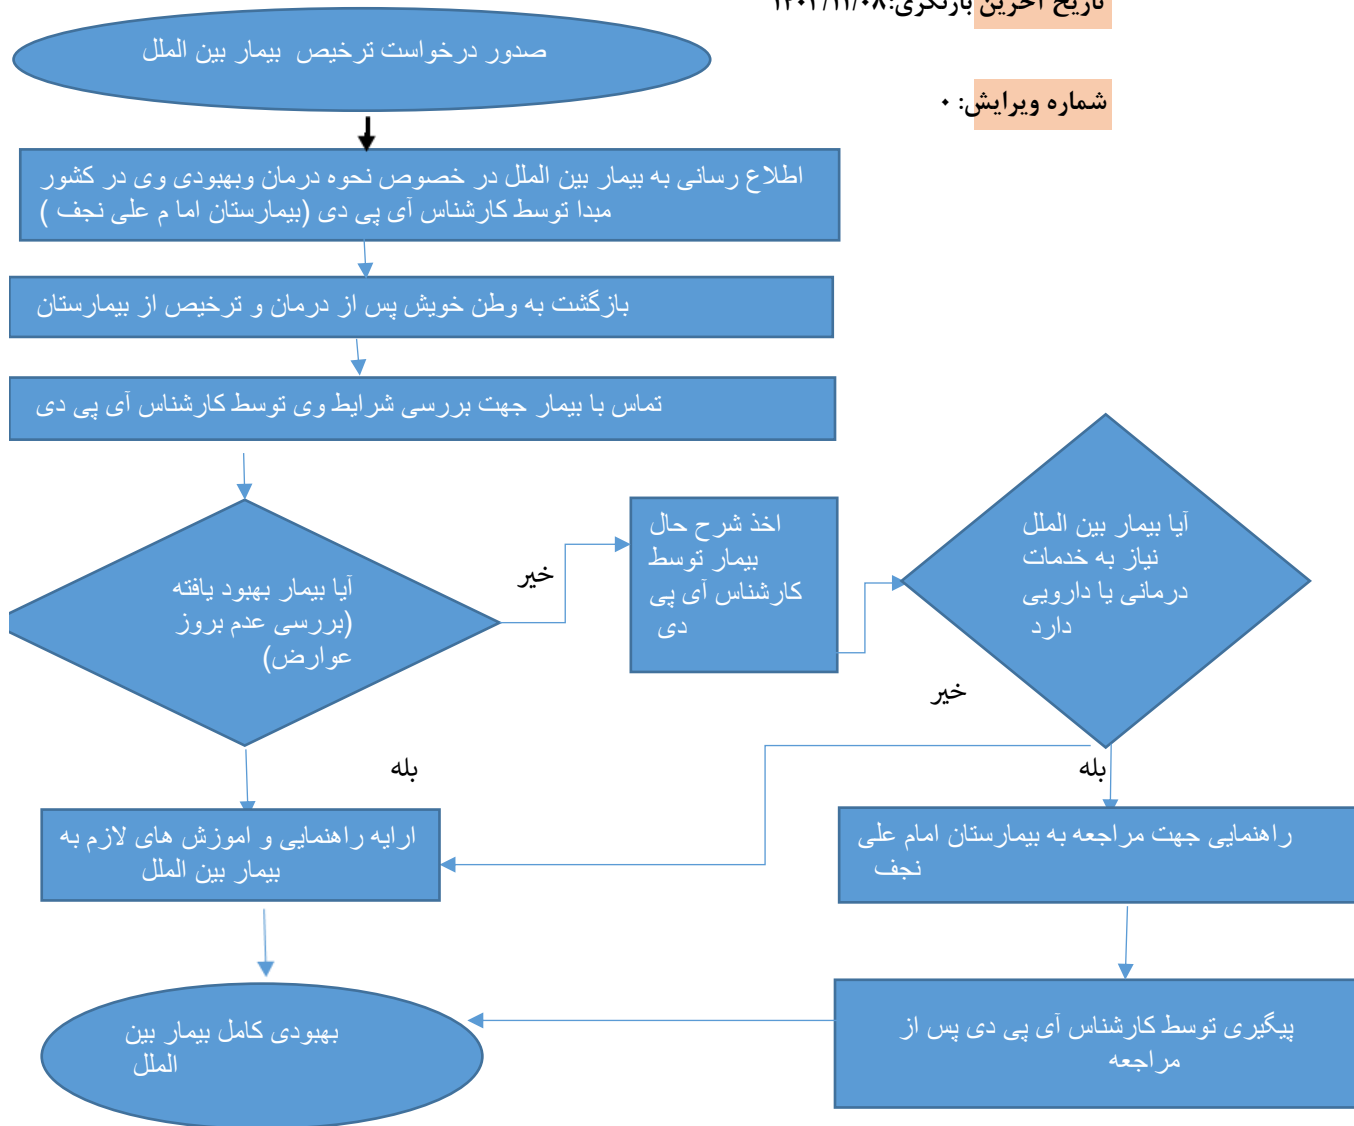 تاریخ آخرین بازنگری:
شماره ویرایش: ۰
صدور درخواست ترخیص بیمار بین الملل
اطلاع رسانی به بیمار بین الملل در خصوص نحوه درمان وبهبودی وی در کشور
مبدا توسط کارشناس آی پی دی (بیمارستان اما م علی نجف )
بازگشت به وطن خویش پس از درمان و ترخیص از بیمارستان
تماس با بیمار جهت بررسی شرایط وی توسط کارشناس آی پی دی
آیا بیمار بهبود یافته
(بررسی عدم بروز
عوارض)
خیر
اخذ شرح حال
بیمار توسط
کارشناس آی پی
دی
آیا بیمار بین الملل
نیاز به خدمات
درمانی یا دارویی
دارد
خیر
بله
بله
ارایه راهنمایی و اموزش های لازم به
بیمار بین الملل
راهنمایی جهت مراجعه به بیمارستان امام علی
نجف
بهبودی کامل بیمار بین
الملل
پیگیری توسط کارشناس آی پی دی پس از
مراجعه